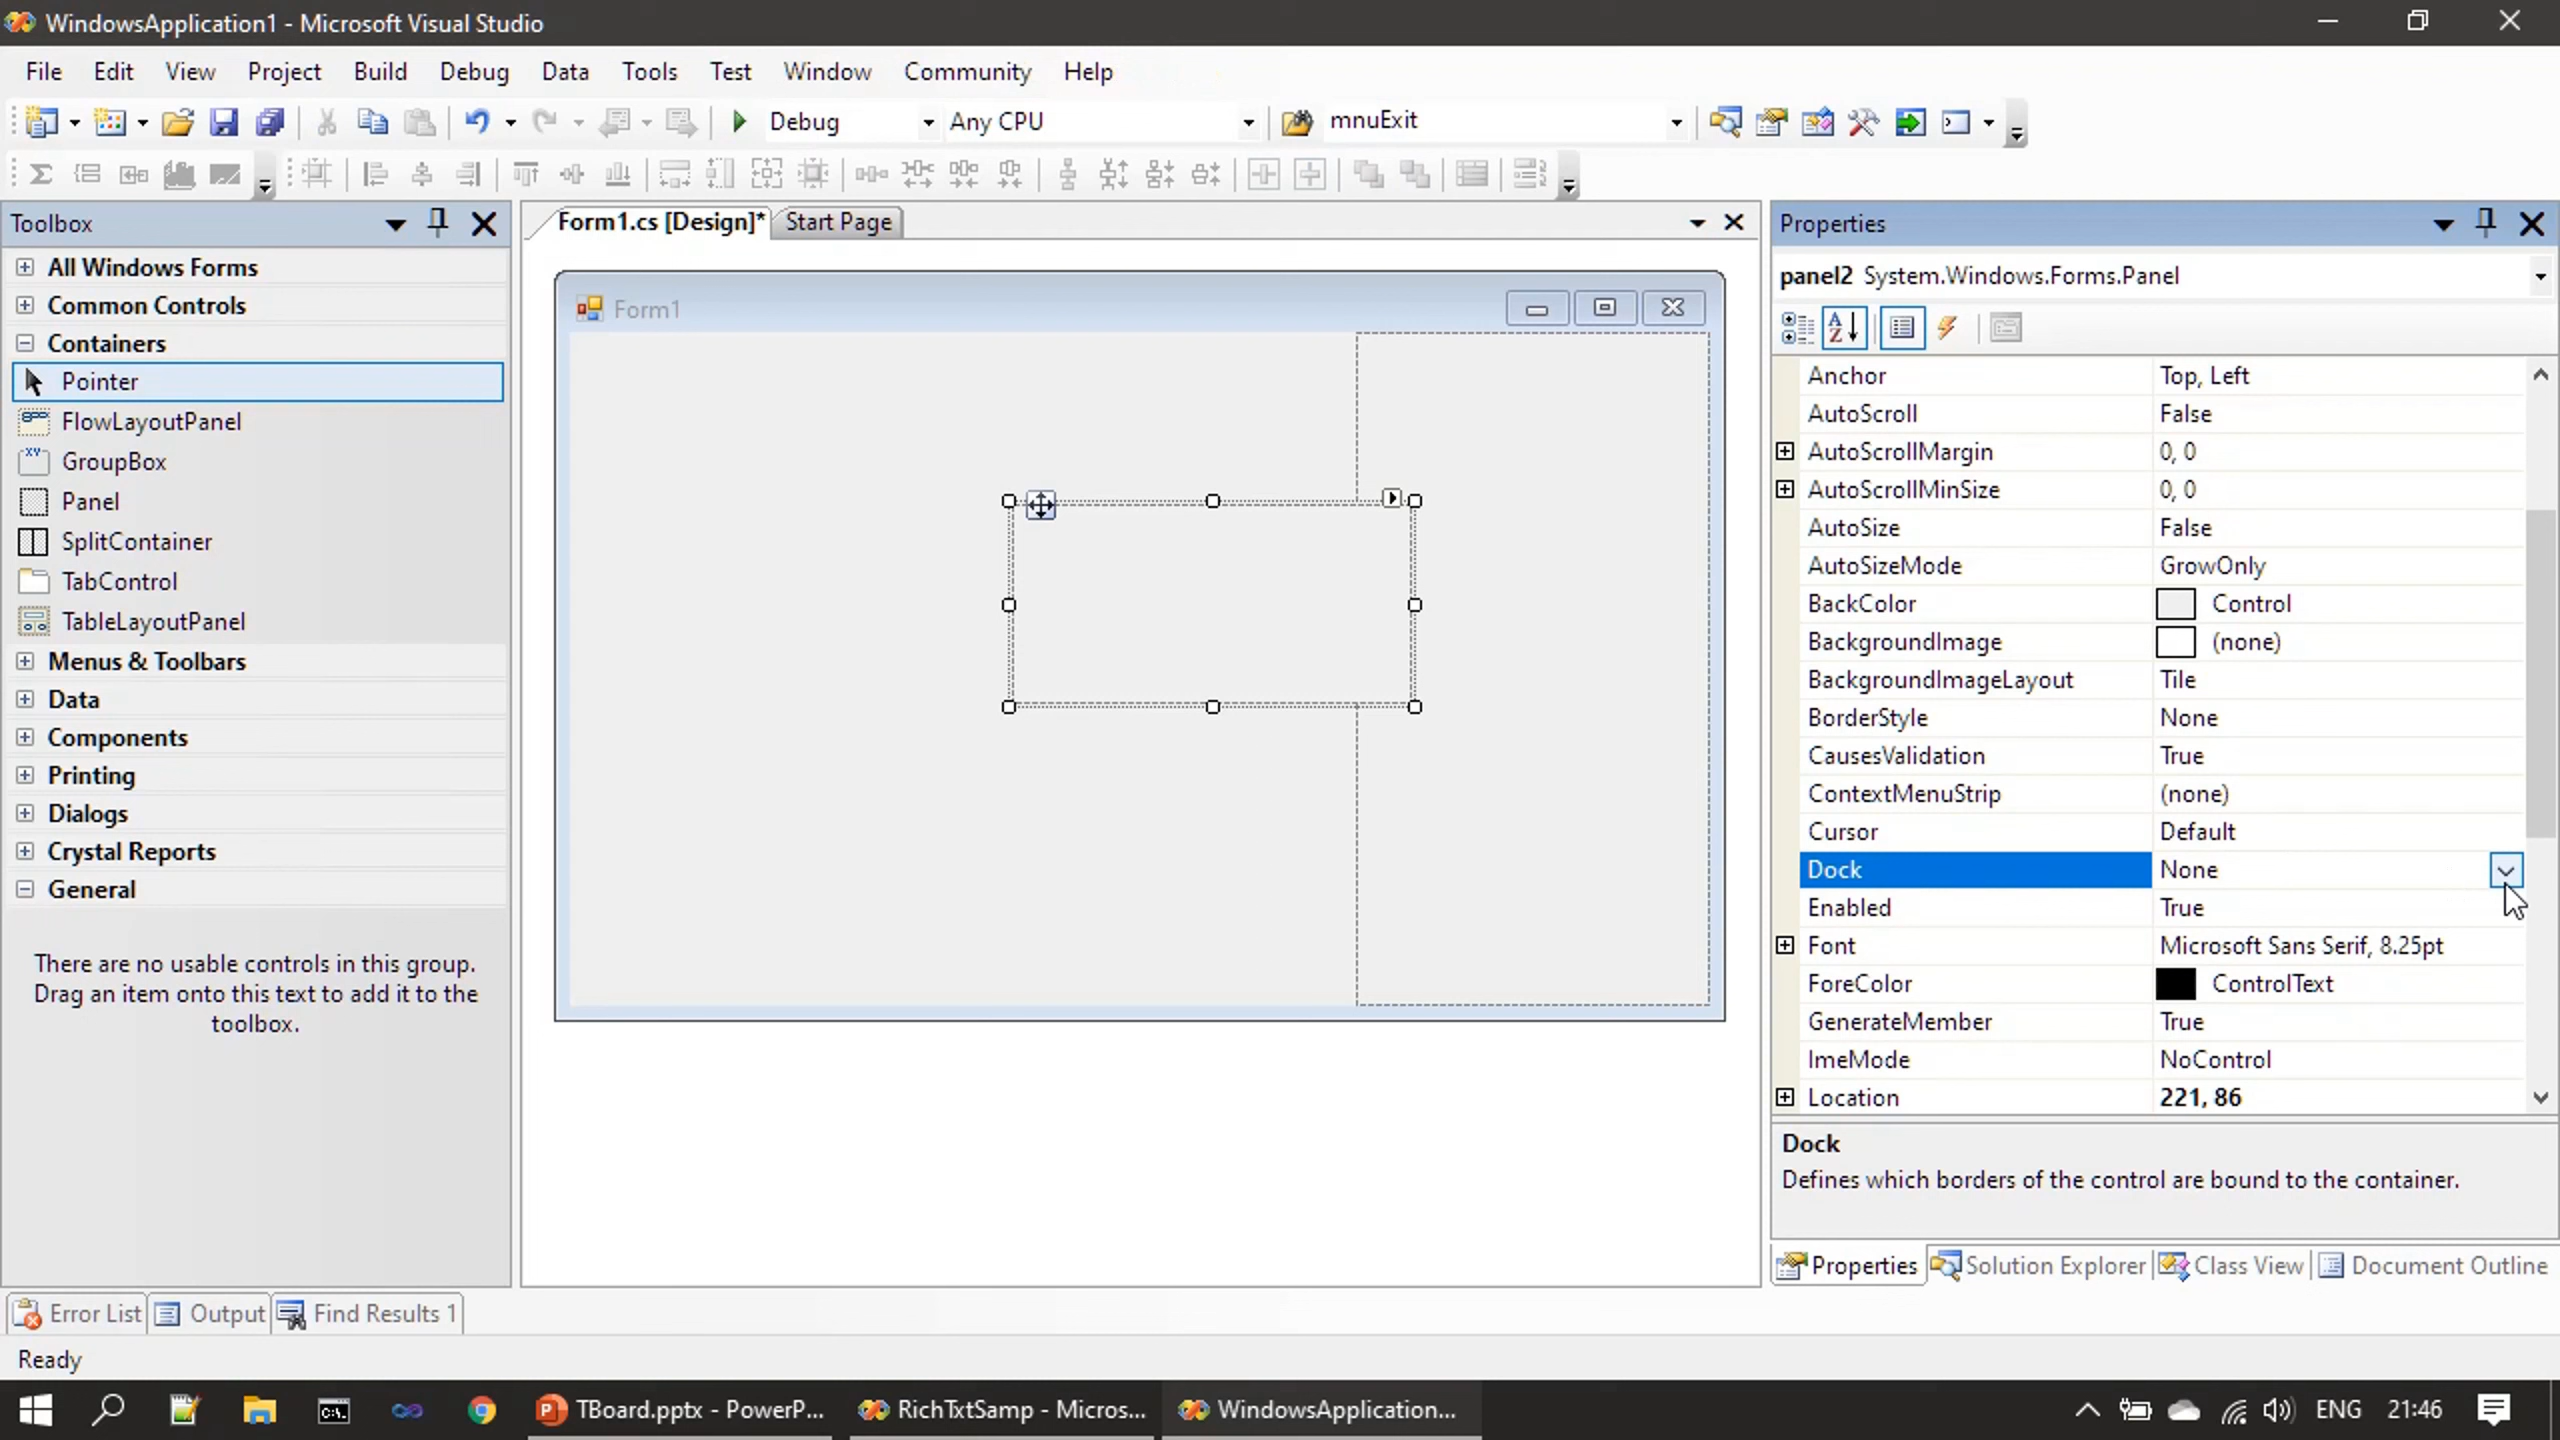 WindowsApplication1 - Microsoft Visual Studio
File Edit View Project Build Debug Data Tools Test Window Community Help
Debug Any CPU mnuExit
Toolbox
All Windows Forms
Common Controls
Containers
Pointer
FlowLayoutPanel
GroupBox
Panel
SplitContainer
TabControl
TableLayoutPanel
Menus & Toolbars
Data
Components
Printing
Dialogs
Crystal Reports
General
There are no usable controls in this group.
Drag an item onto this text to add it to the
toolbox.
Form1.cs [Design]* Start Page
Form1
Properties
panel2 System.Windows.Forms.Panel
Anchor Top, Left
AutoScroll False
AutoScrollMargin 0, 0
AutoScrollMinSize 0, 0
AutoSize False
AutoSizeMode GrowOnly
BackColor Control
BackgroundImage (none)
BackgroundImageLayout Tile
BorderStyle None
CausesValidation True
ContextMenuStrip (none)
Cursor Default
Dock None
Enabled True
Font Microsoft Sans Serif, 8.25pt
ForeColor ControlText
GenerateMember True
ImeMode NoControl
Location 221, 86
Dock
Defines which borders of the control are bound to the container.
Properties Solution Explorer Class View Document Outline
Error List Output Find Results 1
Ready
TBoard.pptx - PowerP... RichTxtSamp - Micros... WindowsApplication... ENG 21:46